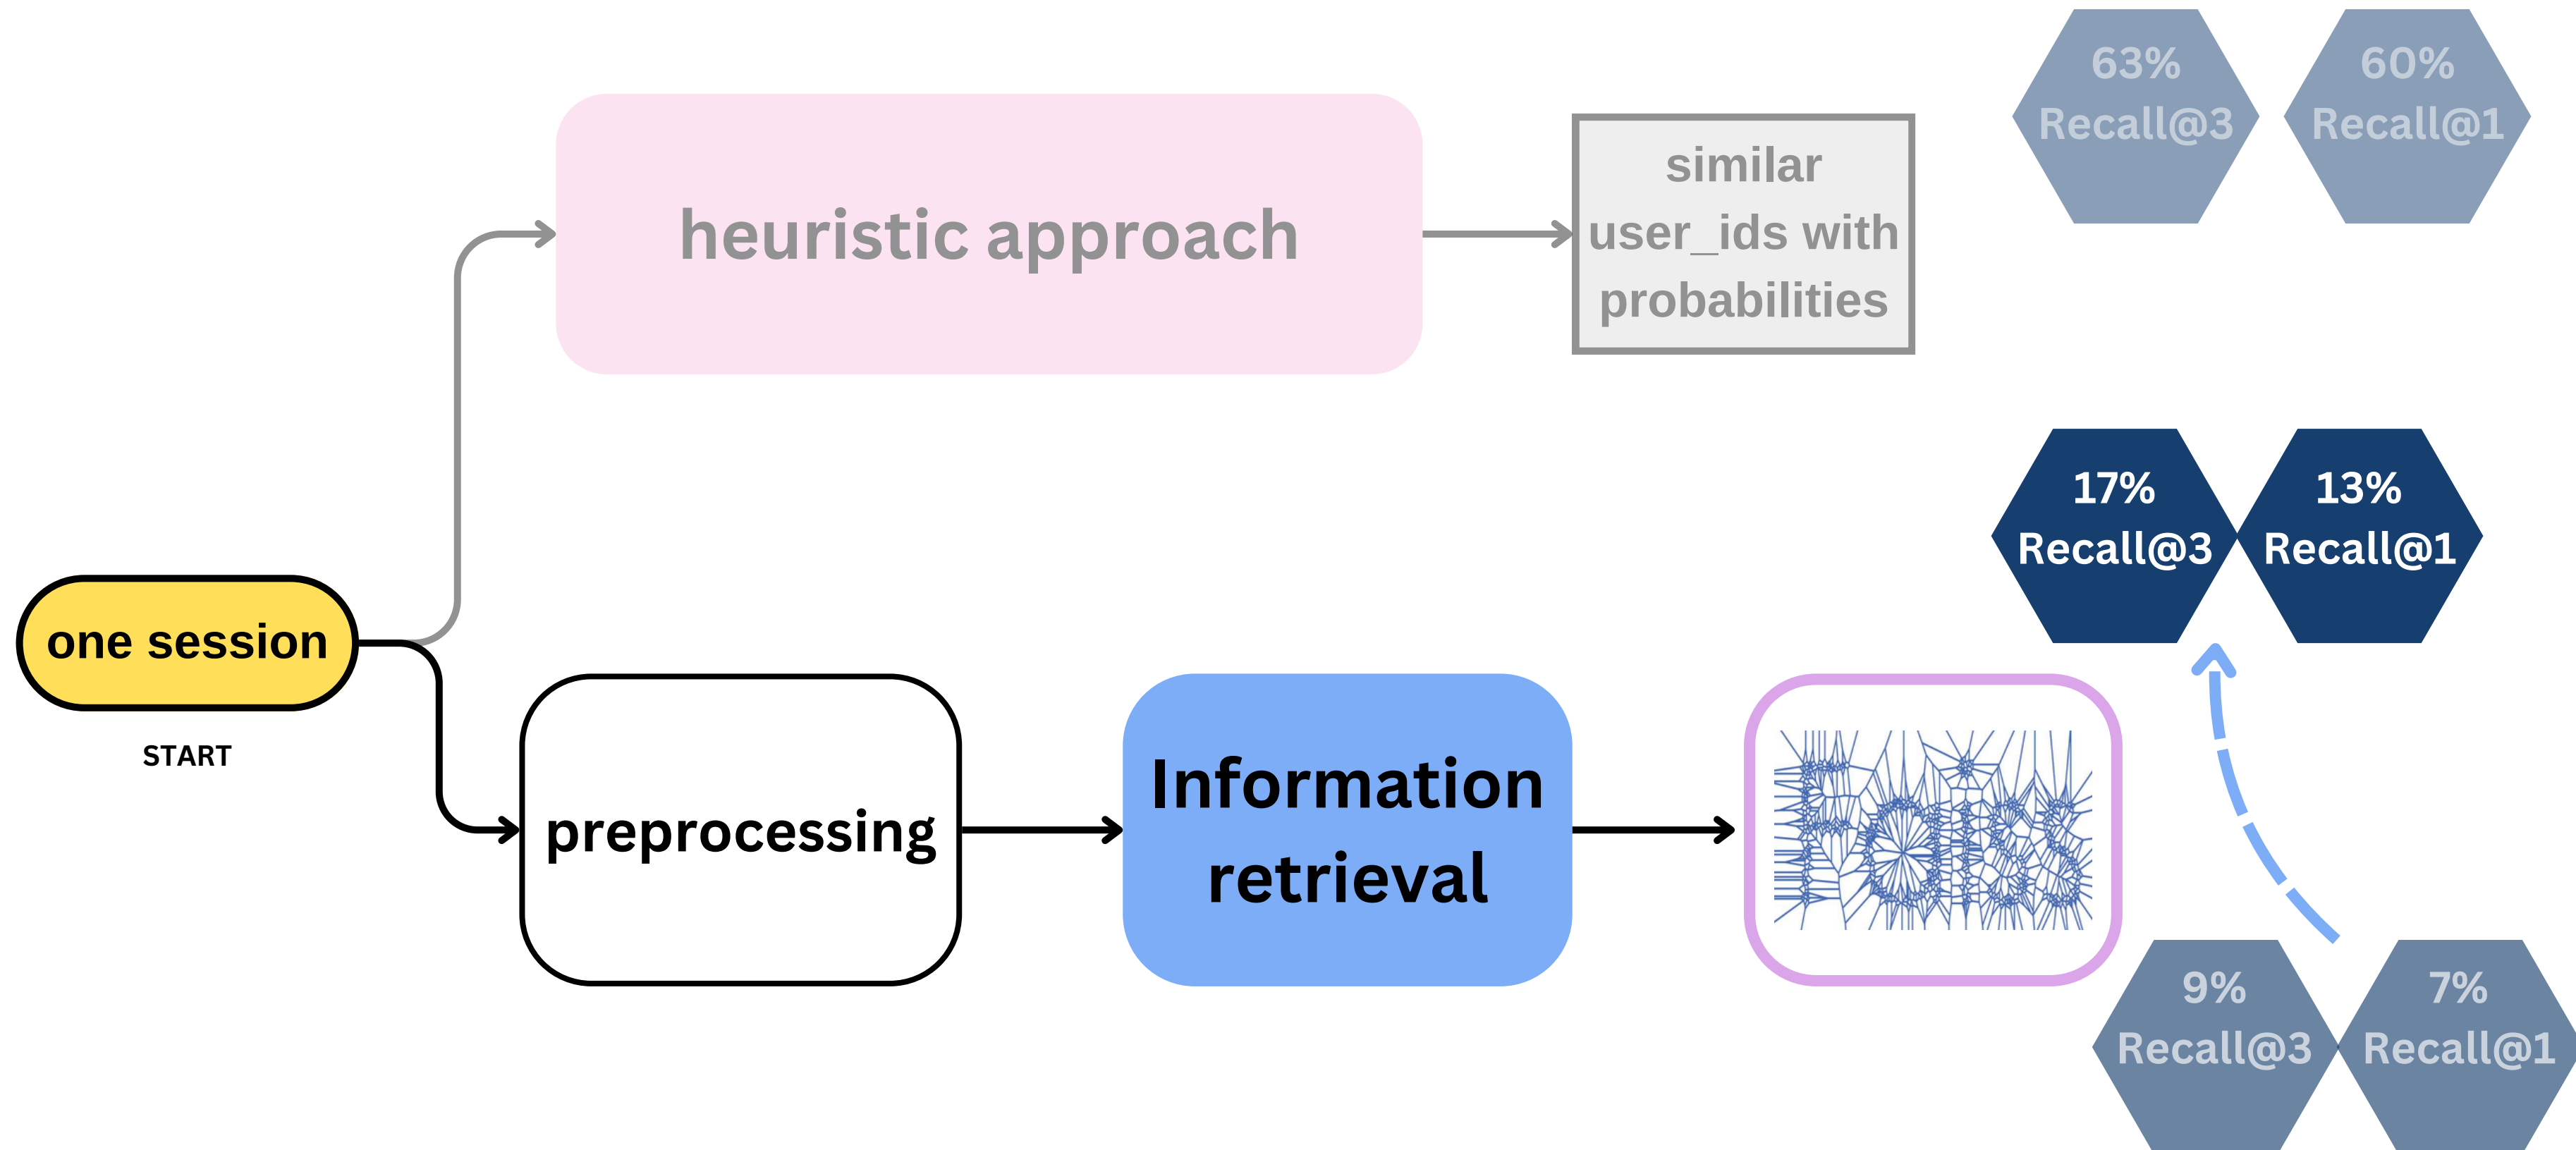 63%
Recall@3
60%
Recall@1
heuristic approach
similar
user_ids with
probabilities
17%
Recall@3
13%
Recall@1
one session
START
preprocessing
Information
retrieval
9%
Recall@3
7%
Recall@1